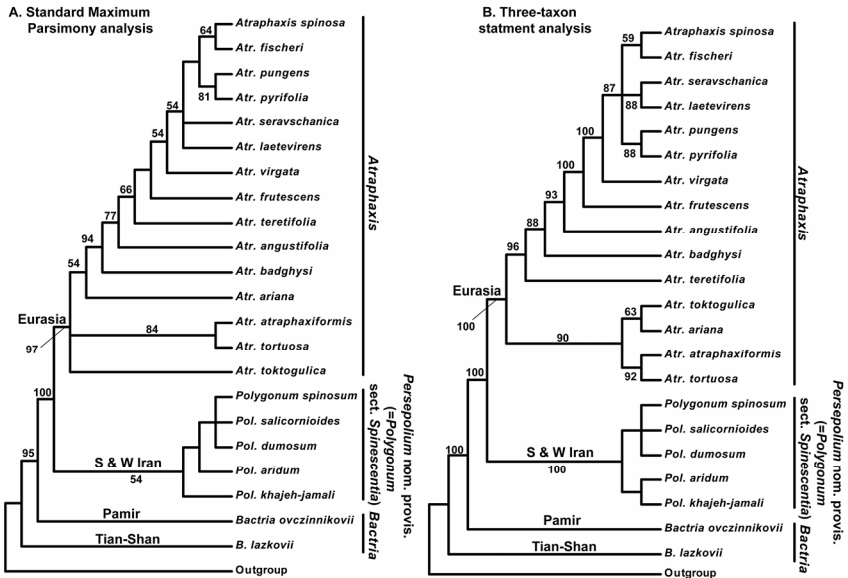 A. Standard Maximum
Parsimony analysis
64
Atraphaxis spinosa
Atr. fischeri
Atr. pungens
81
Atr. pyrifolia
54
Atr. seravschanica
Atr. laetevirens
54
Atr. virgata
66
Atr. frutescens
77
Atr. teretifolia
94
Atr. angustifolia
54
Atr. badghysi
Atr. ariana
Eurasia
97
84
Atr. atraphaxiformis
Atr. tortuosa
Atr. toktogulica
100
Polygonum spinosum
Pol. salicornioides
Pol. dumosum
95
S & W Iran
54
Pol. aridum
Pol. khajeh-jamali
Pamir
Bactria ovczinnikovii
Tian-Shan
B. lazkovii
Outgroup
Atraphaxis
Persepolium nom. provis.
(=Polygonum
sect. Spinescentia)
Bactria
B. Three-taxon
statment analysis
59
Atraphaxis spinosa
Atr. fischeri
87
Atr. seravschanica
88
Atr. laetevirens
100
Atr. pungens
88
Atr. pyrifolia
100
Atr. virgata
93
Atr. frutescens
88
Atr. angustifolia
96
Atr. badghysi
Atr. teretifolia
Eurasia
100
63
Atr. toktogulica
Atr. ariana
90
Atr. atraphaxiformis
92
Atr. tortuosa
100
Polygonum spinosum
Pol. salicornioides
100
S & W Iran
100
Pol. dumosum
Pol. aridum
Pol. khajeh-jamali
Pamir
Bactria ovczinnikovii
Tian-Shan
B. lazkovii
Outgroup
Atraphaxis
Persepolium nom. provis.
(=Polygonum
sect. Spinescentia)
Bactria